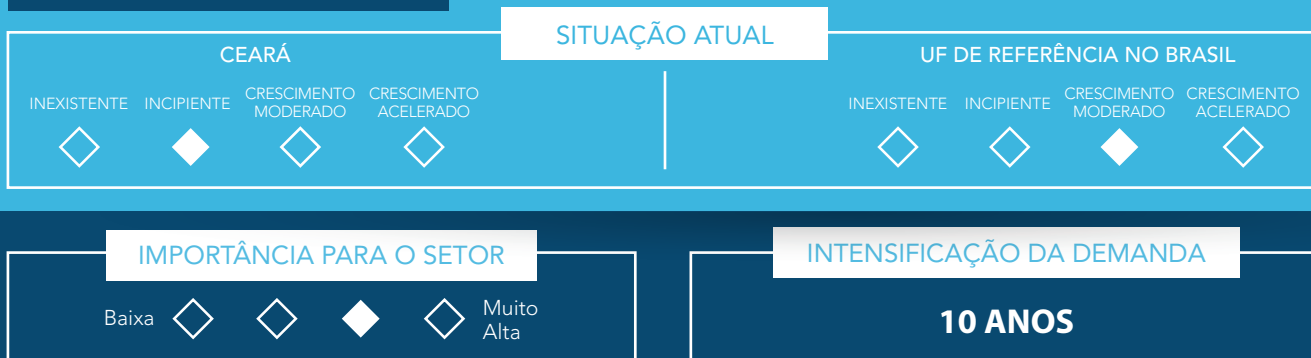 SITUAÇÃO ATUAL
CEARÁ
INEXISTENTE
INCIPIENTE
CRESCIMENTO
MODERADO
CRESCIMENTO
ACELERADO
UF DE REFERÊNCIA NO BRASIL
INEXISTENTE
INCIPIENTE
CRESCIMENTO
MODERADO
CRESCIMENTO
ACELERADO
IMPORTÂNCIA PARA O SETOR
Baixa
Muito
Alta
INTENSIFICAÇÃO DA DEMANDA
10 ANOS